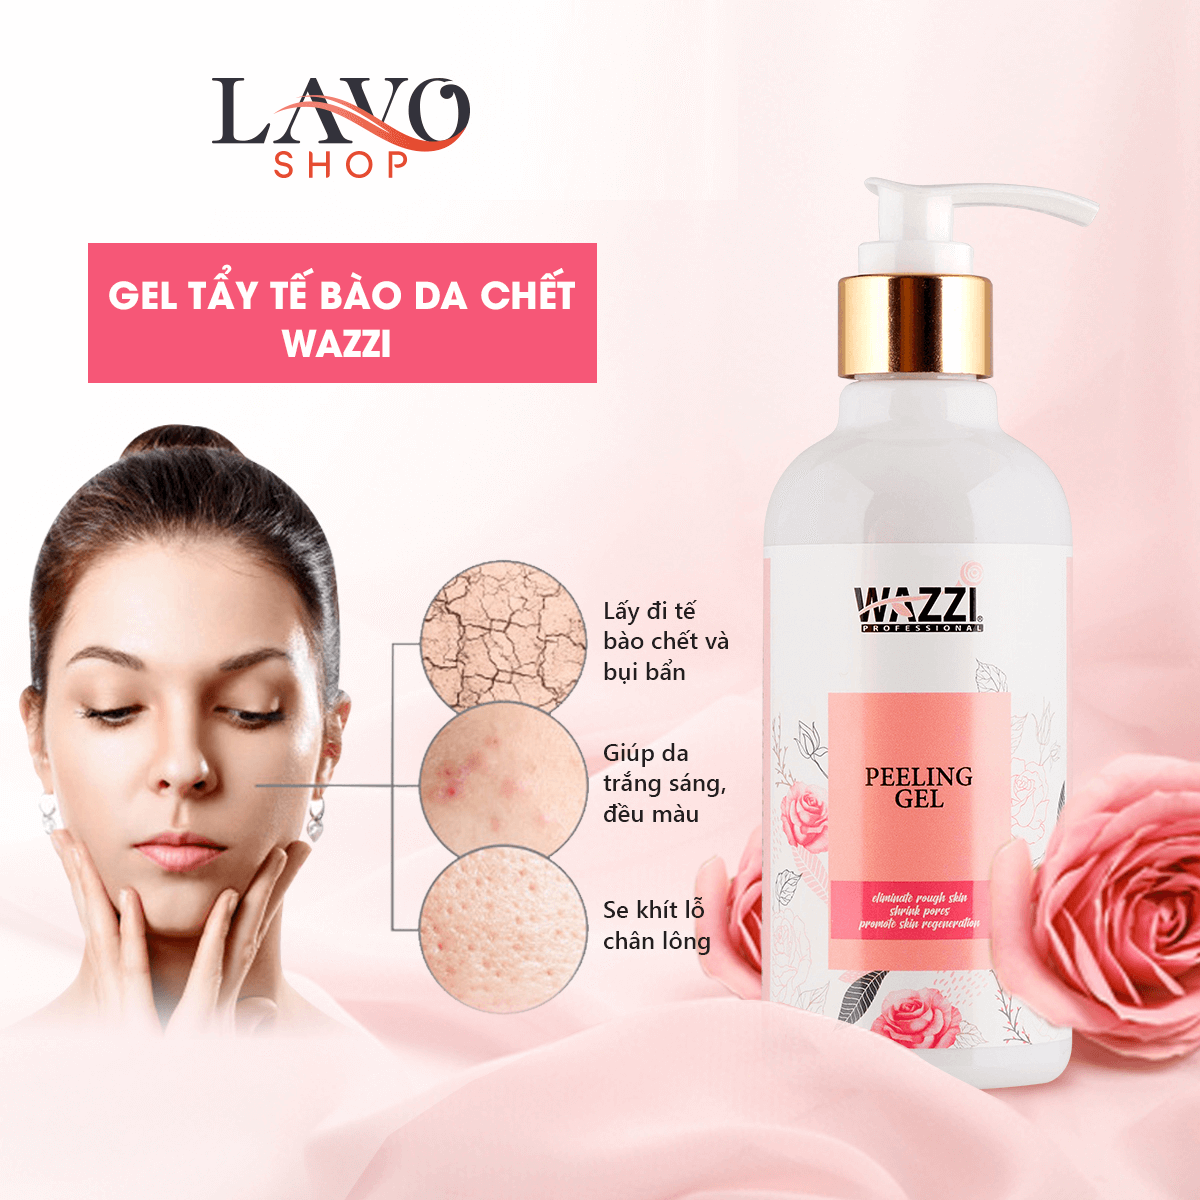 LAVO
SHOP
GEL TẨY TẾ BÀO DA CHẾT
WAZZI
Lấy đi tế
bào chết và
bụi bẩn
Giúp da
trắng sáng,
đều màu
Se khít lỗ
chân lông
WAZZI®
PROFESSIONAL
PEELING
GEL
eliminate rough skin
shrink pores
promote skin regeneration